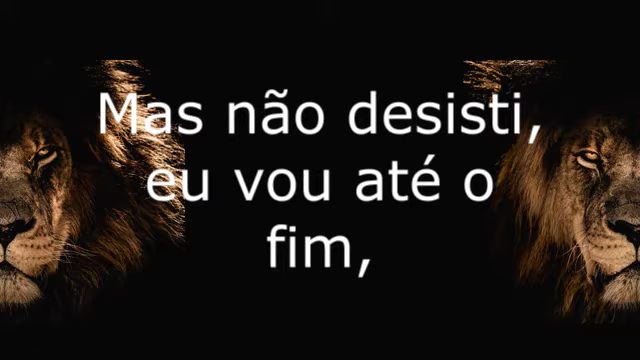 Mas não desisti,
eu vou até o
fim,